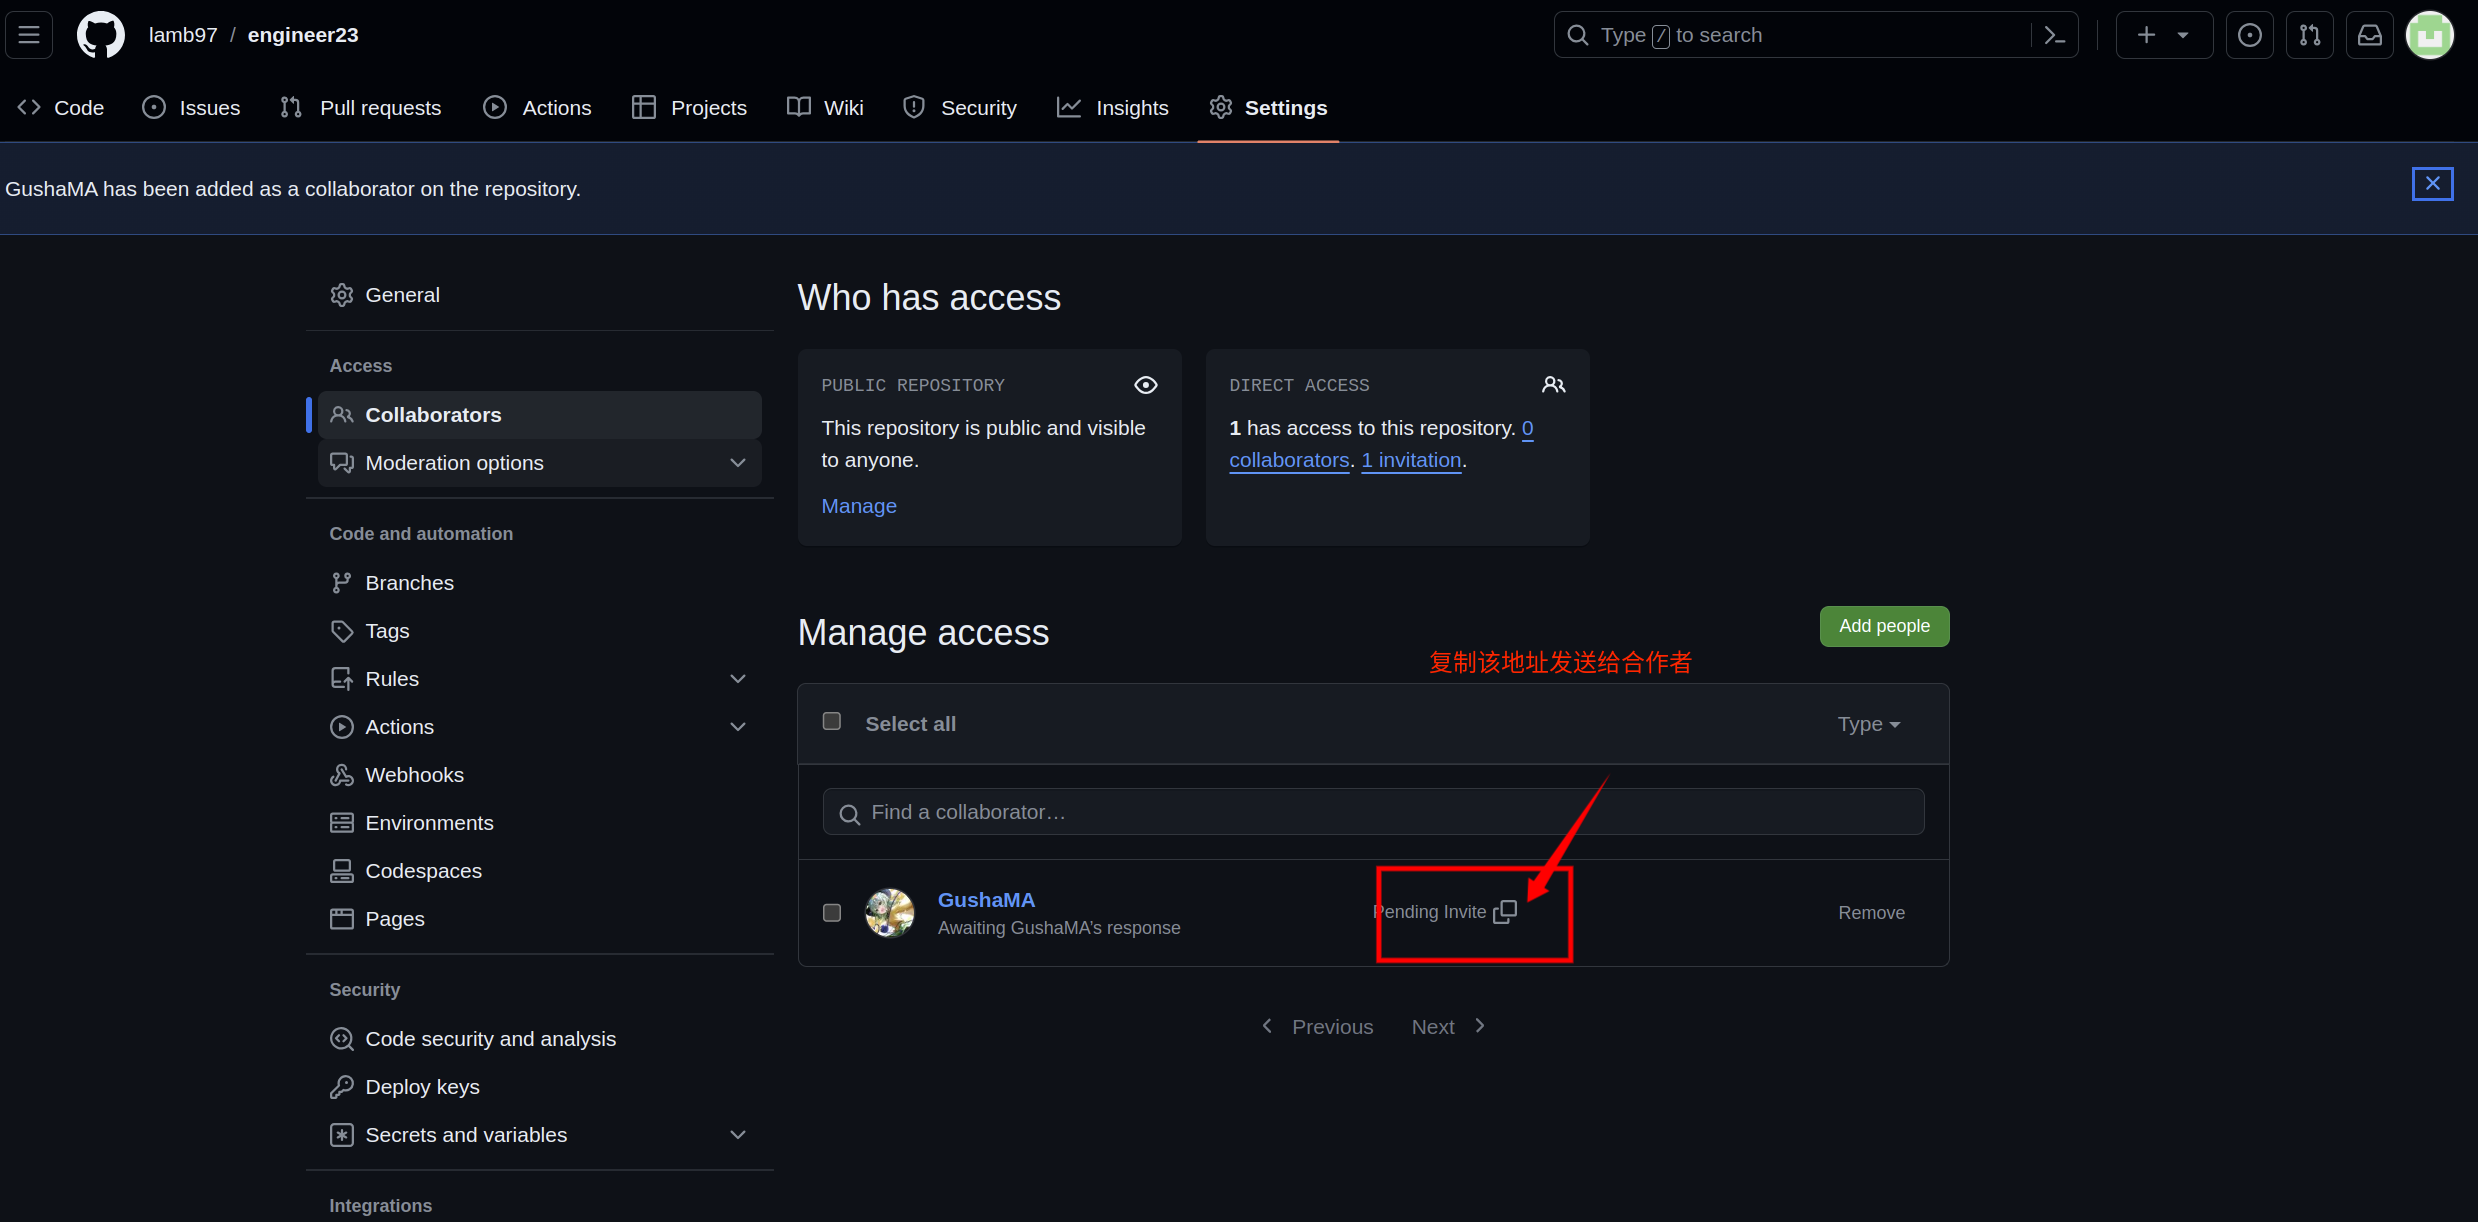 lamb97 / engineer23
Type / to search
Code
Issues
Pull requests
Actions
Projects
Wiki
Security
Insights
Settings
GushaMA has been added as a collaborator on the repository.
General
Access
Collaborators
Moderation options
Code and automation
Branches
Tags
Rules
Actions
Webhooks
Environments
Codespaces
Pages
Security
Code security and analysis
Deploy keys
Secrets and variables
Integrations
Who has access
PUBLIC REPOSITORY
This repository is public and visible
to anyone.
Manage
DIRECT ACCESS
1 has access to this repository. 0
collaborators. 1 invitation.
Manage access
Add people
复制该地址发送给合作者
Select all
Type
Find a collaborator…
GushaMA
Awaiting GushaMA's response
Pending Invite
Remove
Previous
Next